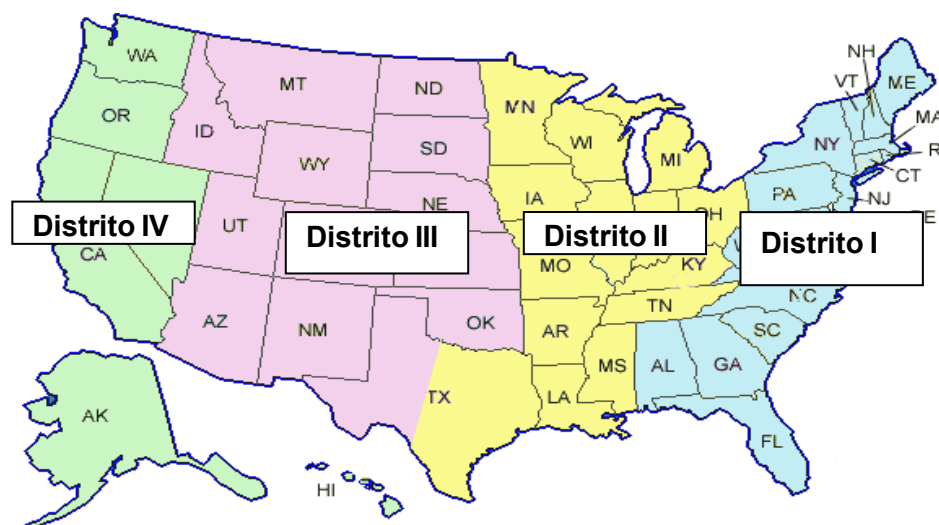 WA
MT
ND
MN
NH
VT
ME
OR
ID
SD
WI
MI
NY
MA
R
CT
WY
NE
IA
PA
NJ
Distrito IV
UT
Distrito III
Distrito II
OH
Distrito I
CA
MO
KY
NC
AZ
NM
OK
AR
TN
SC
TX
LA
MS
AL
GA
AK
HI
FL